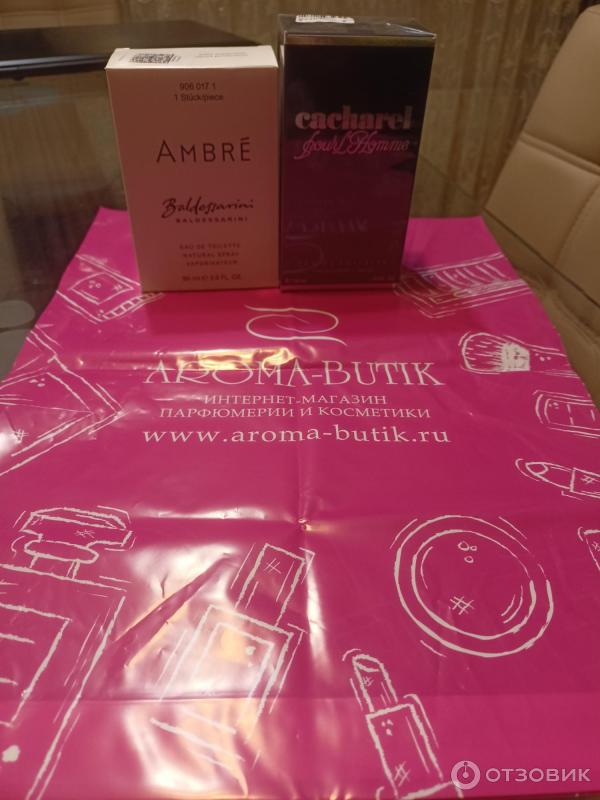 906 017 1
1 Stück/piece
AMBRÉ
Baldessarini
BALDESSARINI
EAU DE TOILETTE
NATURAL SPRAY
VAPORISATEUR
cacharel
pour L'Homme
AROMA-BUTIK
ИНТЕРНЕТ-МАГАЗИН
ПАРФЮМЕРИИ И КОСМЕТИКИ
www.aroma-butik.ru
ОТЗОВИК